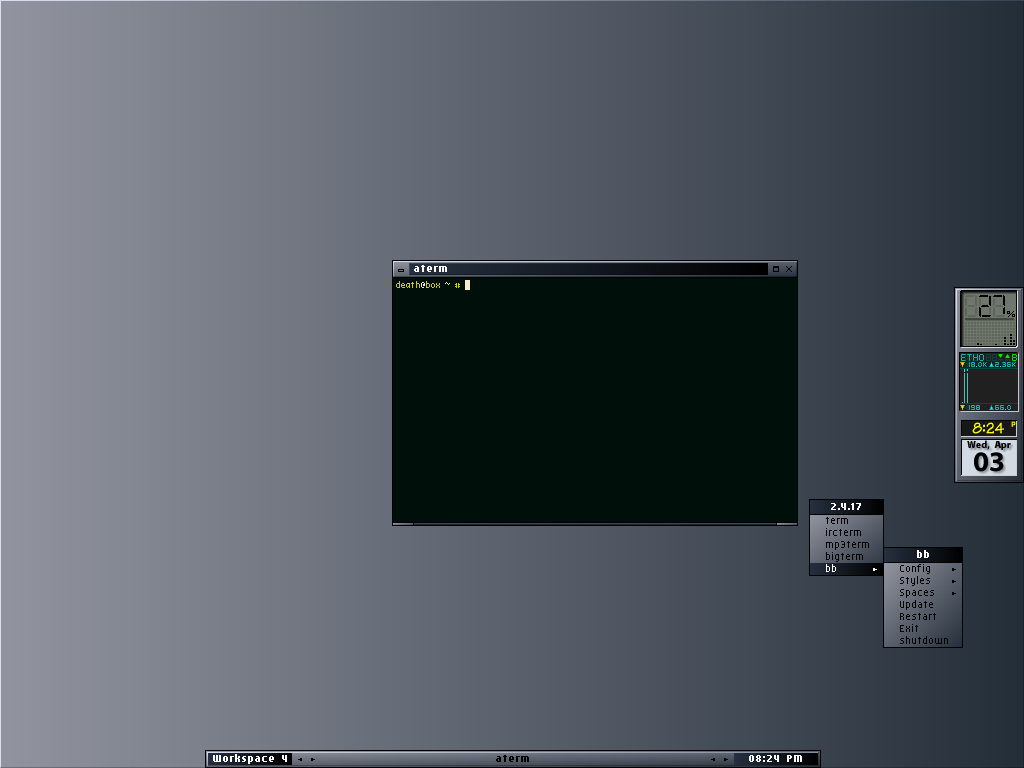 aterm
death@box ~ #
27%
ETH0 B
18.0K 2.36K
198 66.0
8:24 P
Wed, Apr
03
2.4.17
term
ircterm
mp3term
bigterm
bb
bb
Config
Styles
Spaces
Update
Restart
Exit
shutdown
Workspace 4
aterm
08:24 PM